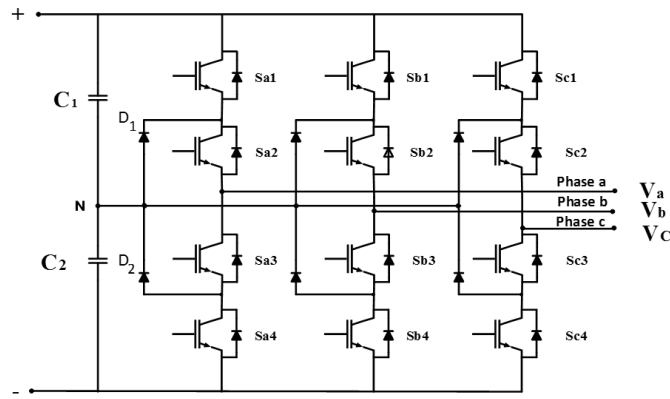 +
Sa1
Sb1
Sc1
C1
D1
Sa2
Sb2
Sc2
Phase a
Va
N
Phase b
Vb
Phase c
VC
C2
D2
Sa3
Sb3
Sc3
Sa4
Sb4
Sc4
-